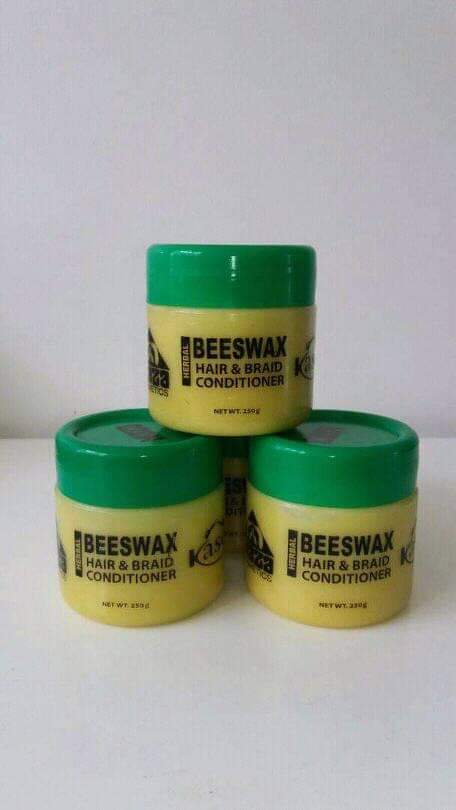 HERBAL
BEESWAX
HAIR & BRAID
CONDITIONER
NET WT. 250g
HERBAL
BEESWAX
HAIR & BRAID
CONDITIONER
NET WT. 250g
HERBAL
BEESWAX
HAIR & BRAID
CONDITIONER
NET WT. 250g